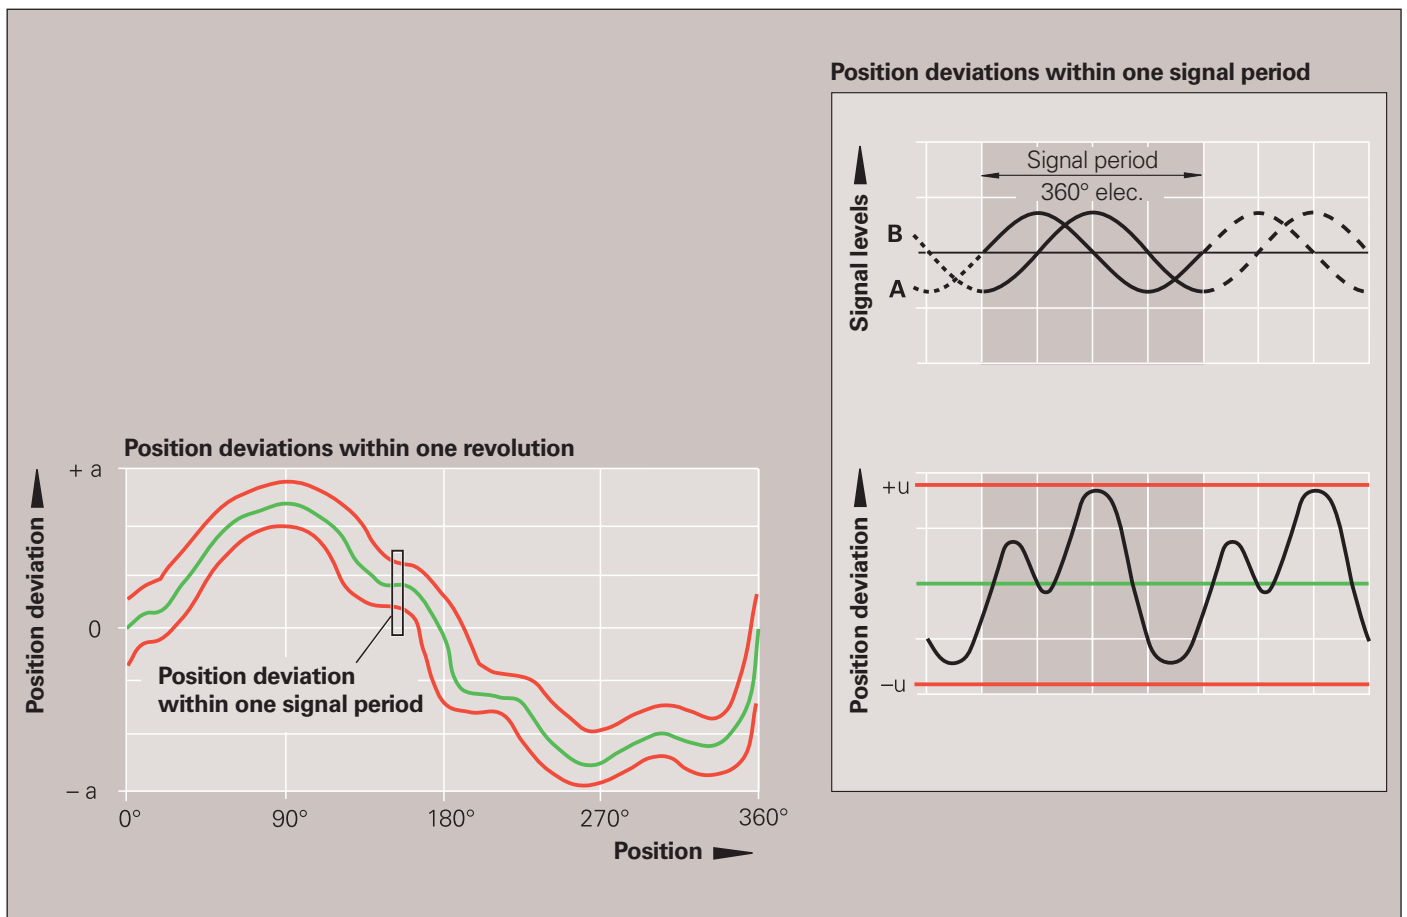 Position deviations within one signal period
Signal levels
Signal period
360° elec.
B
A
Position deviations within one revolution
Position deviation
+ a
0
– a
Position deviation
within one signal period
0°
90°
180°
270°
360°
Position
Position deviation
+u
–u